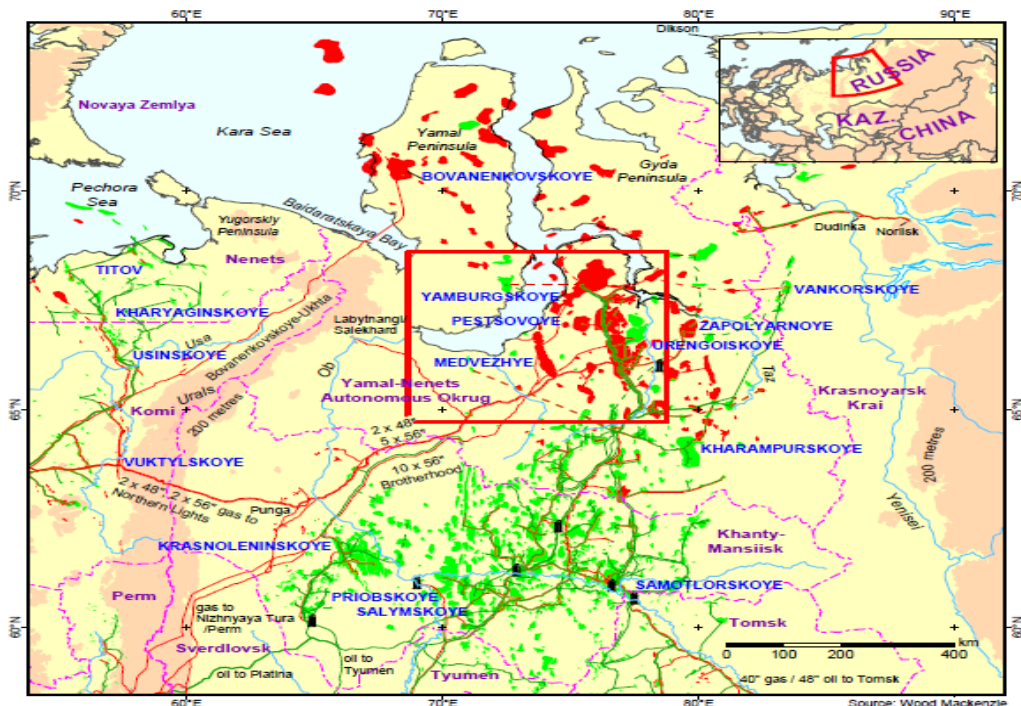 60°E
70°E
80°E
90°E
Dikson
RUSSIA
KAZ.
CHINA
Novaya Zemlya
Kara Sea
Yamal
Peninsula
Gyda
Peninsula
BOVANENKOVSKOYE
70°N
70°N
Pechora
Sea
Baidaratskaya Bay
Yugorskiy
Peninsula
Dudinka
Norilsk
Nenets
TITOV
YAMBURGSKOYE
VANKORSKOYE
KHARYAGINSKOYE
Labytnangi/
Salekhard
PESTSOVOYE
ZAPOLYARNOYE
USINSKOYE
Usa
Bovanenkovskoye-Ukhta
URENGOISKOYE
MEDVEZHYE
Ob
Taz
Urals
200 metres
Yamal-Nenets
Autonomous Okrug
Krasnoyarsk
Krai
65°N
65°N
Komi
2 x 48"
5 x 56"
KHARAMPURSKOYE
VUKTYLSKOYE
10 x 56"
Brotherhood
200 metres
2 x 48", 2 x 56" gas to
Northern Lights
Punga
Yenisei
KRASNOLENINSKOYE
Khanty-
Mansiisk
Perm
PRIOBSKOYE
SAMOTLORSKOYE
SALYMSKOYE
gas to
Nizhnyaya Tura
/Perm
Tomsk
60°N
60°N
Sverdlovsk
oil to
Tyumen
oil to Platina
Tyumen
km
0
100
200
400
40" gas / 48" oil to Tomsk
60°E
70°E
80°E
90°E
Source: Wood Mackenzie